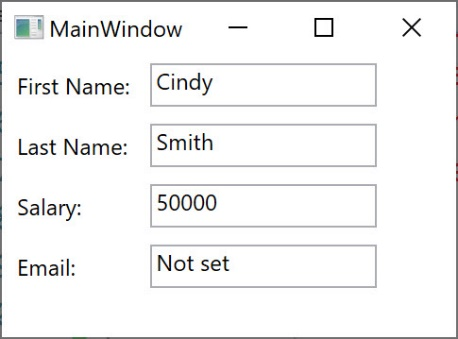 MainWindow
First Name: Cindy
Last Name: Smith
Salary: 50000
Email: Not set